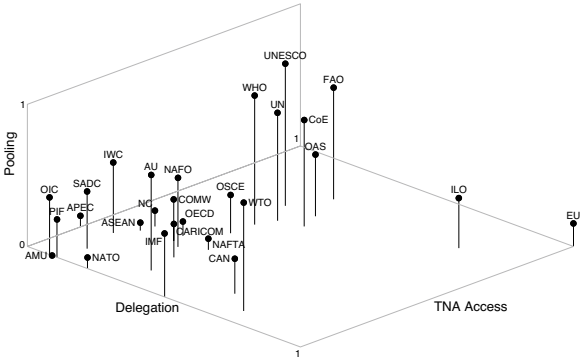 UNESCO
FAO
WHO
1
UN
CoE
1
OAS
Pooling
IWC
AU
NAFO
OIC
SADC
OSCE
ILO
PIF
APEC
NC
COMW
WTO
OECD
EU
ASEAN
CARICOM
IMF
NAFTA
0
AMU
NATO
CAN
Delegation
TNA Access
1